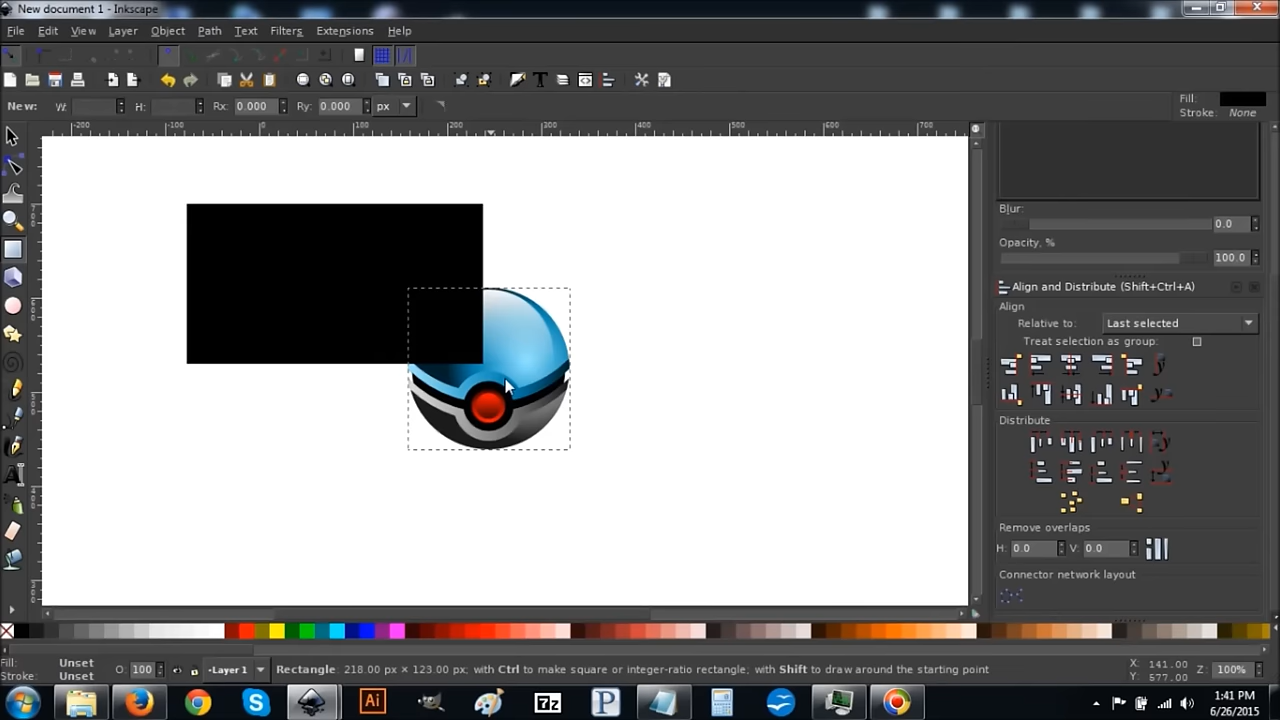 New document 1 - Inkscape
File Edit View Layer Object Path Text Filters Extensions Help
New: W: H: Rx: 0.000 Ry: 0.000 px
Fill:
Stroke: None
-200 -100 0 100 200 300 400 500 600 700
Blur:
0.0
Opacity, %
100.0
Align and Distribute (Shift+Ctrl+A)
Align
Relative to: Last selected
Treat selection as group:
Distribute
Remove overlaps
H: 0.0 V: 0.0
Connector network layout
Fill: Unset
Stroke: Unset
O: 100
-Layer 1
Rectangle: 218.00 px × 123.00 px; with Ctrl to make square or integer-ratio rectangle; with Shift to draw around the starting point
X: 141.00
Y: 577.00
Z: 100%
Ai
7z
P
1:41 PM
6/26/2015